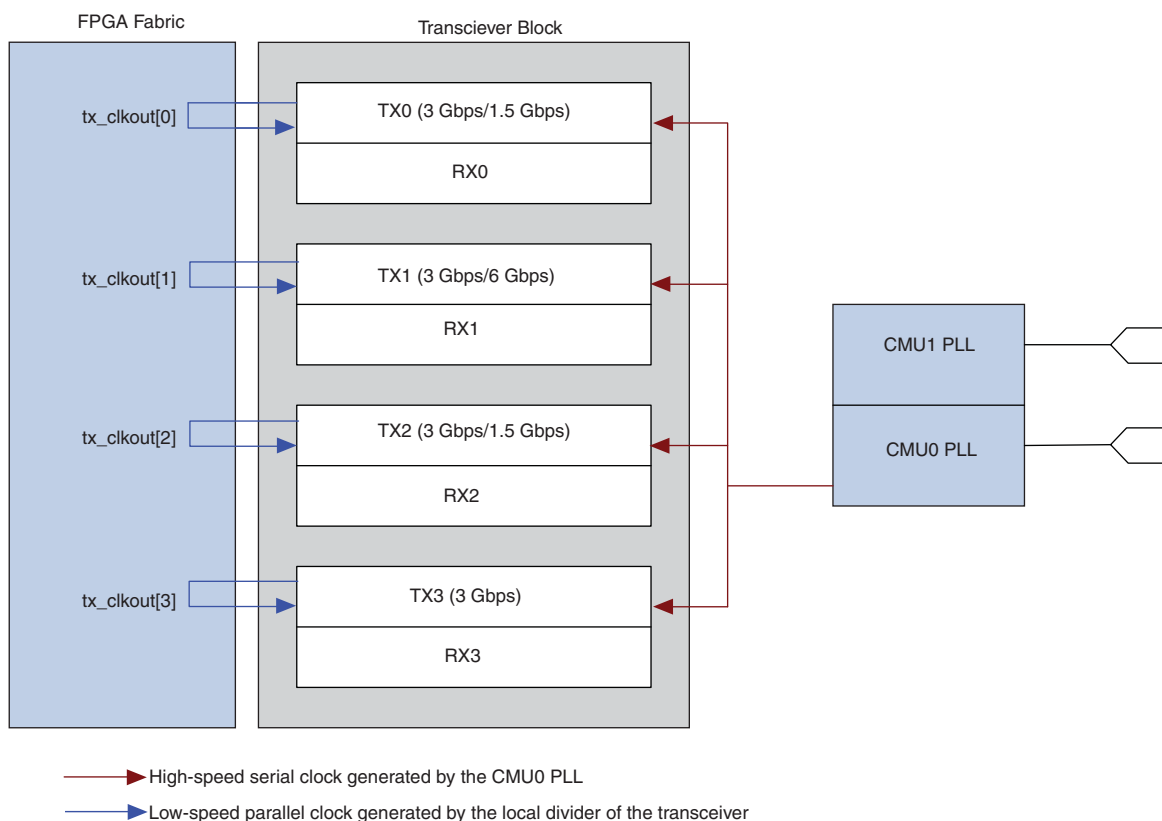 FPGA Fabric
Transciever Block
tx_clkout[0]
TX0 (3 Gbps/1.5 Gbps)
RX0
tx_clkout[1]
TX1 (3 Gbps/6 Gbps)
RX1
CMU1 PLL
tx_clkout[2]
TX2 (3 Gbps/1.5 Gbps)
CMU0 PLL
RX2
tx_clkout[3]
TX3 (3 Gbps)
RX3
High-speed serial clock generated by the CMU0 PLL
Low-speed parallel clock generated by the local divider of the transceiver